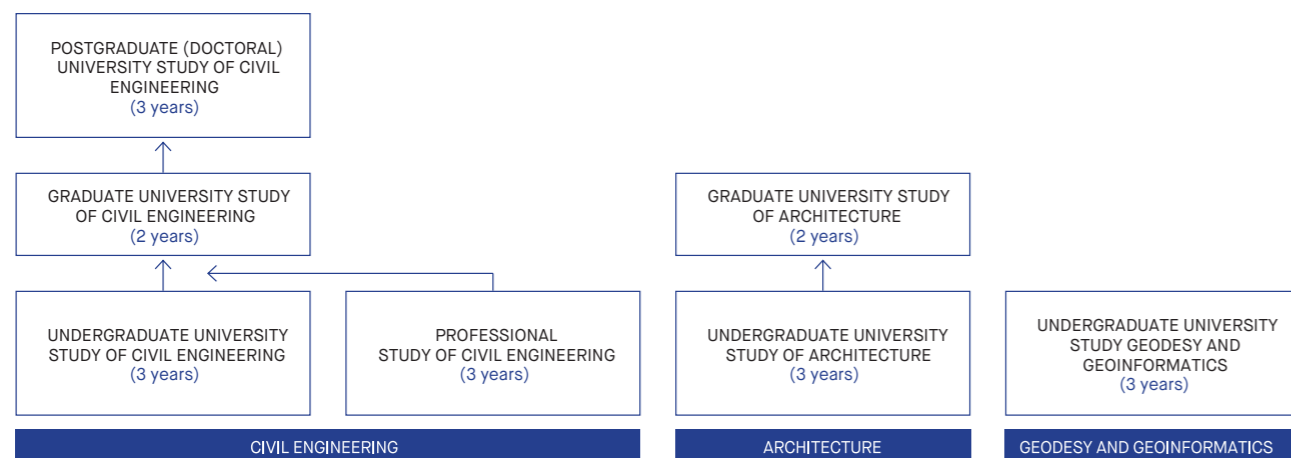 POSTGRADUATE (DOCTORAL)
UNIVERSITY STUDY OF CIVIL
ENGINEERING
(3 years)
GRADUATE UNIVERSITY STUDY
OF CIVIL ENGINEERING
(2 years)
GRADUATE UNIVERSITY STUDY
OF ARCHITECTURE
(2 years)
UNDERGRADUATE UNIVERSITY
STUDY OF CIVIL ENGINEERING
(3 years)
PROFESSIONAL
STUDY OF CIVIL ENGINEERING
(3 years)
UNDERGRADUATE UNIVERSITY
STUDY OF ARCHITECTURE
(3 years)
UNDERGRADUATE UNIVERSITY
STUDY GEODESY AND
GEOINFORMATICS
(3 years)
CIVIL ENGINEERING
ARCHITECTURE
GEODESY AND GEOINFORMATICS